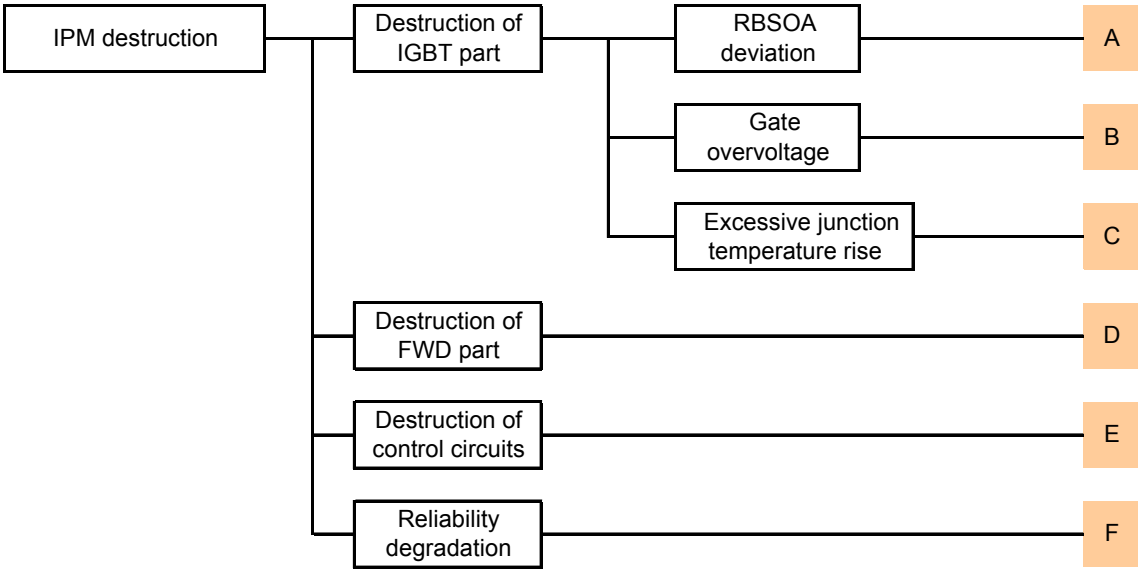 IPM destruction
Destruction of
IGBT part
RBSOA
deviation
A
Gate
overvoltage
B
Excessive junction
temperature rise
C
Destruction of
FWD part
D
Destruction of
control circuits
E
Reliability
degradation
F